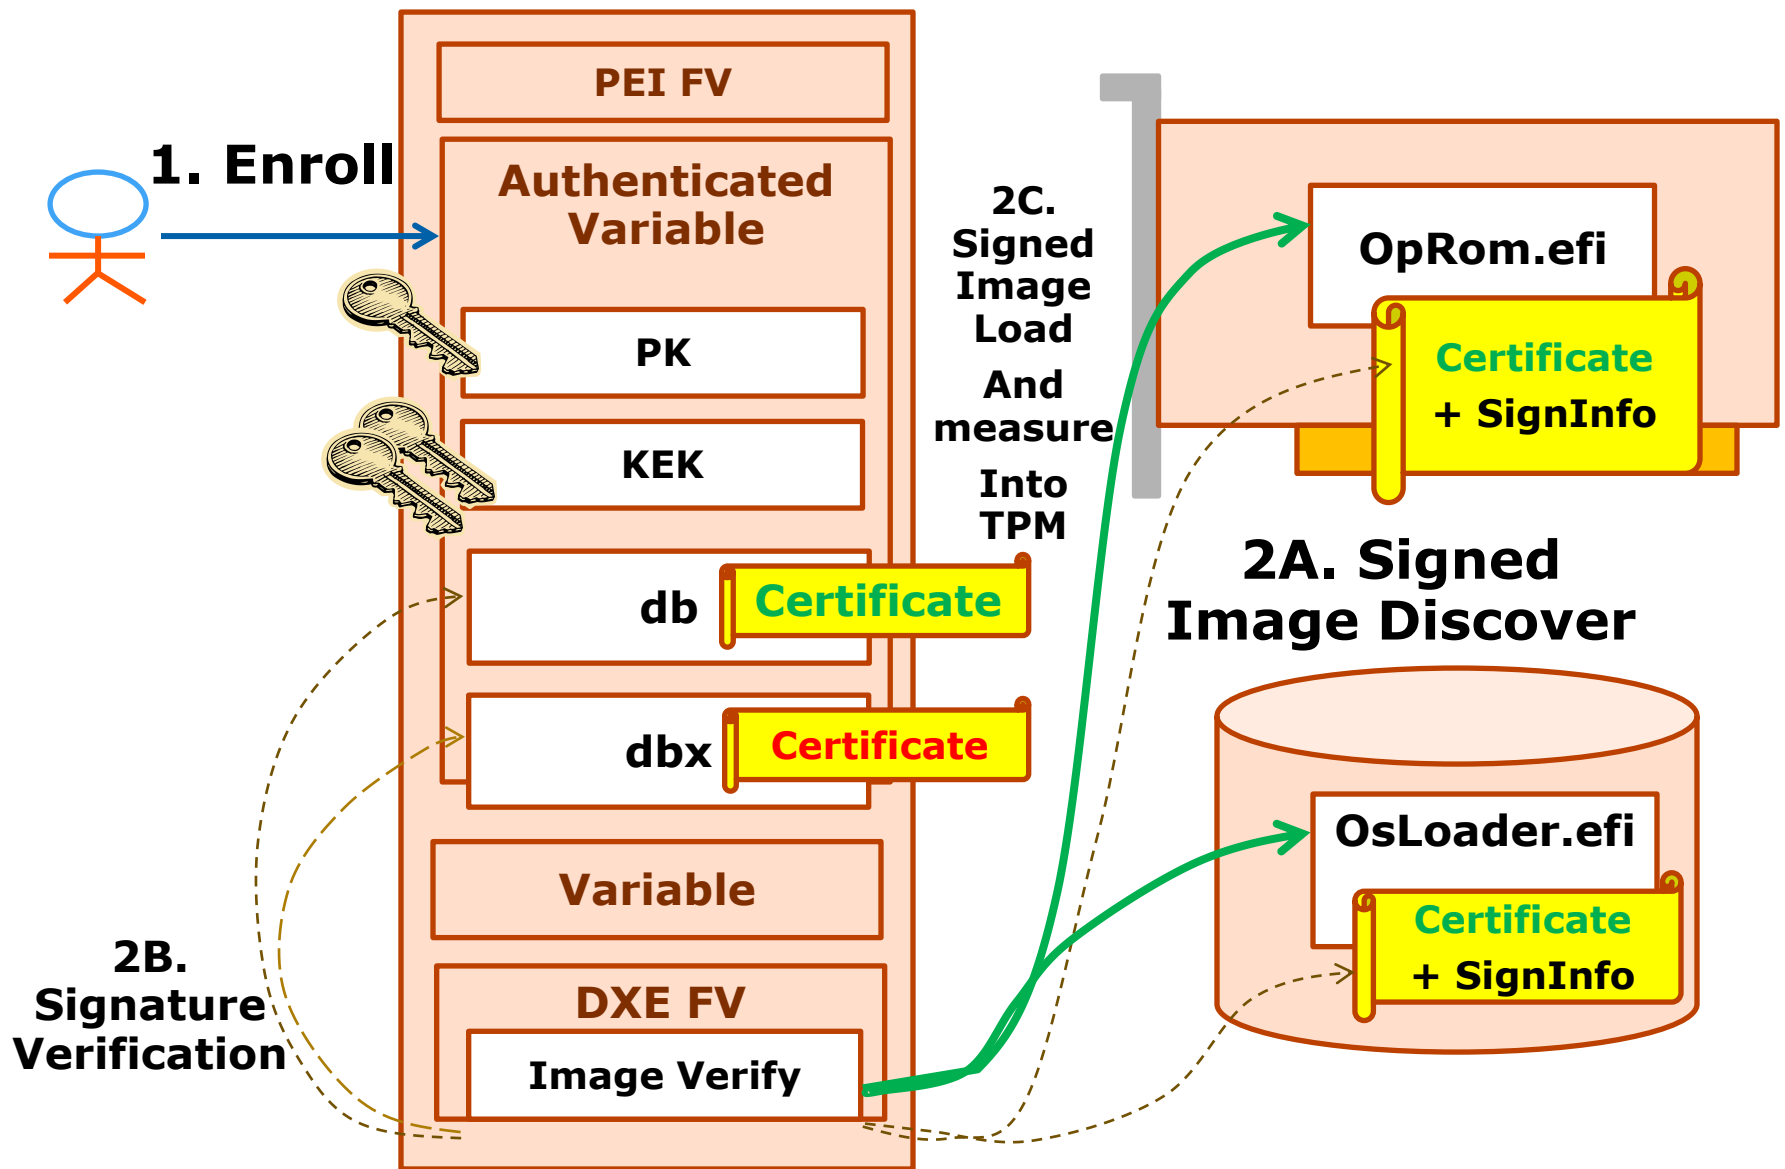 PEI FV
1. Enroll
Authenticated
Variable
PK
KEK
db
Certificate
dbx
Certificate
Variable
DXE FV
Image Verify
2B.
Signature
Verification
2C.
Signed
Image
Load
And
measure
Into
TPM
OpRom.efi
Certificate
+ SignInfo
2A. Signed
Image Discover
OsLoader.efi
Certificate
+ SignInfo